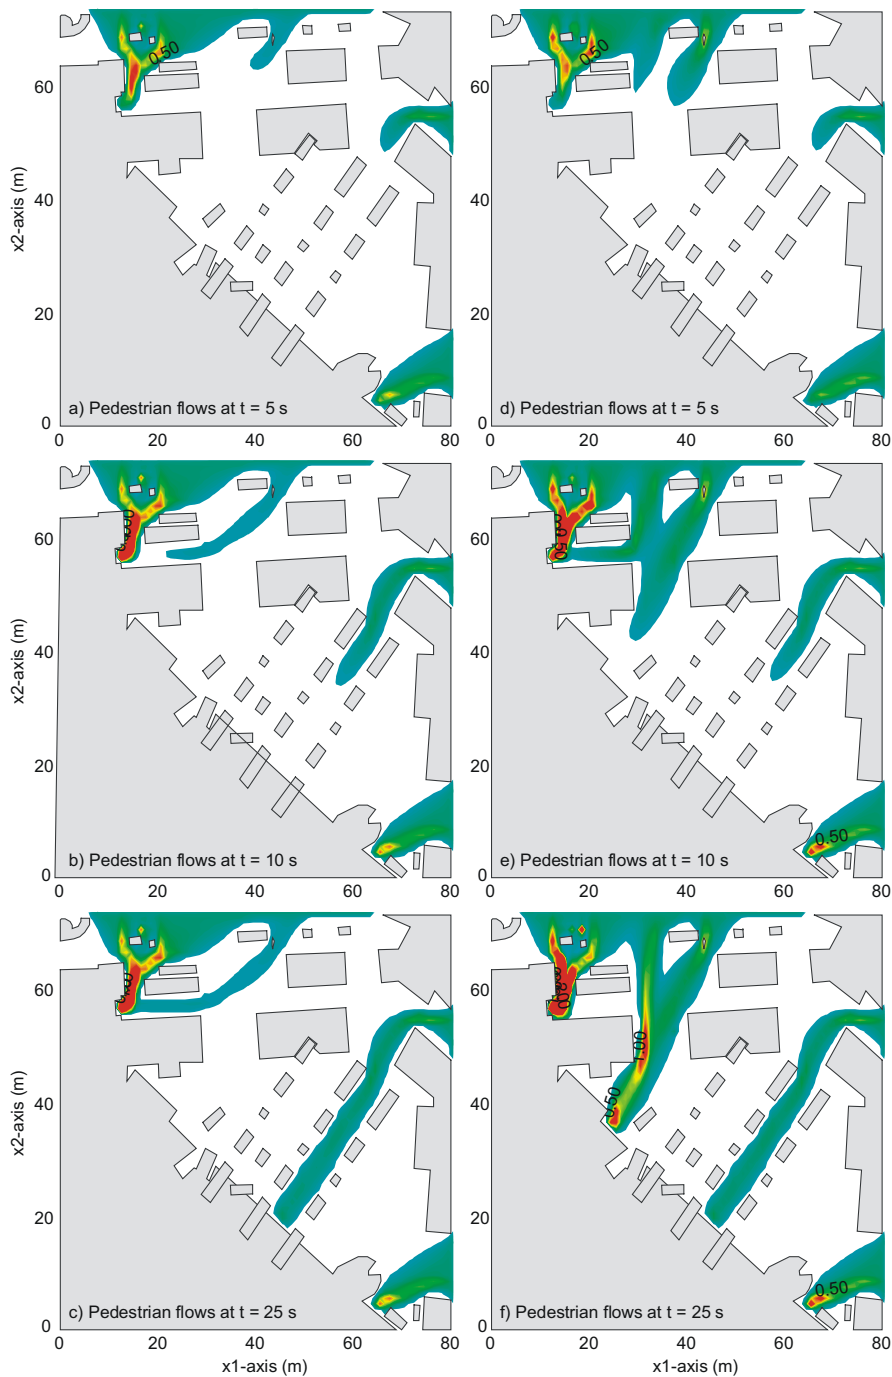 0.50
60
40
20
0
x2-axis (m)
a) Pedestrian flows at t = 5 s
0 20 40 60 80
0.50
d) Pedestrian flows at t = 5 s
0 20 40 60 80
60
40
20
0
x2-axis (m)
b) Pedestrian flows at t = 10 s
0 20 40 60 80
0.50
0.50
e) Pedestrian flows at t = 10 s
0 20 40 60 80
60
40
20
0
x2-axis (m)
c) Pedestrian flows at t = 25 s
0 20 40 60 80
x1-axis (m)
1.00
0.50
0.50
f) Pedestrian flows at t = 25 s
0 20 40 60 80
x1-axis (m)